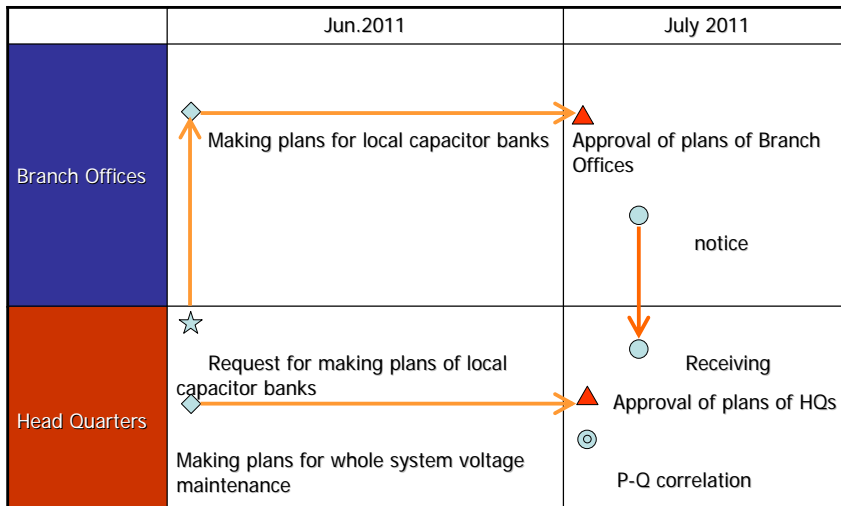 Jun.2011
July 2011
Branch Offices
Making plans for local capacitor banks
Approval of plans of Branch
Offices
notice
Head Quarters
Request for making plans of local
capacitor banks
Making plans for whole system voltage
maintenance
Receiving
Approval of plans of HQs
P-Q correlation